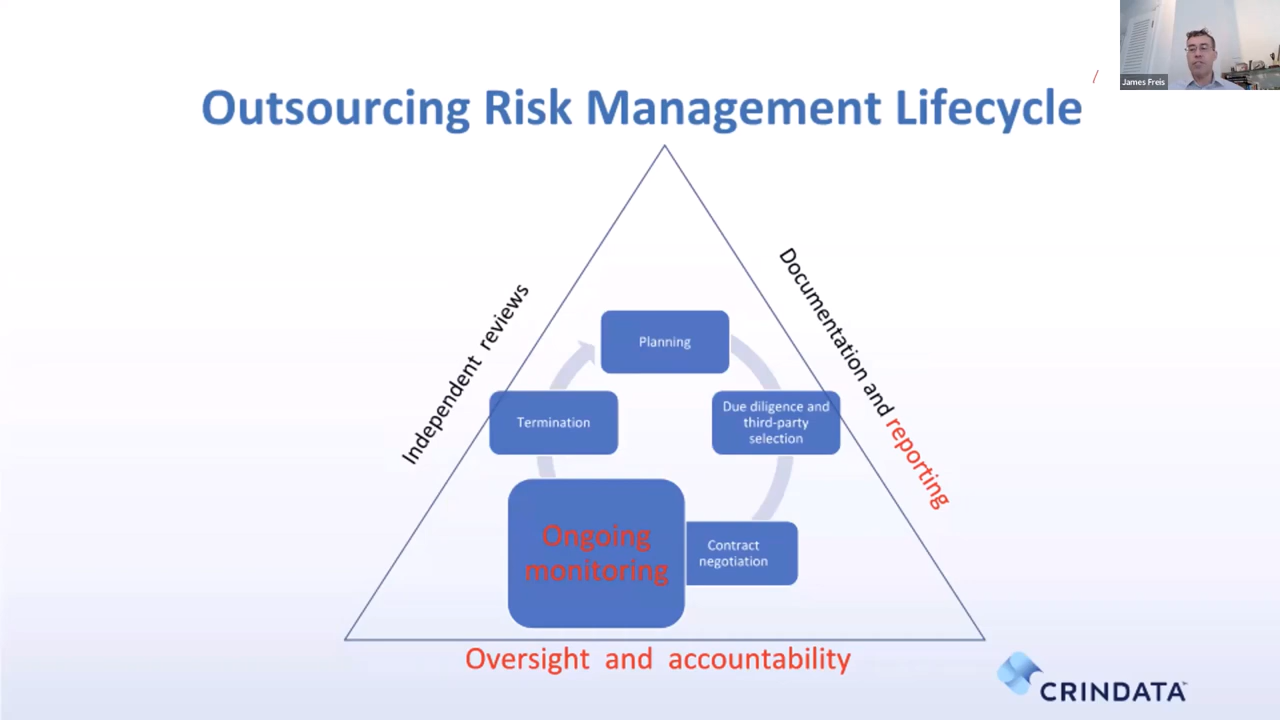 James Freis
Outsourcing Risk Management Lifecycle
Independent reviews
Documentation and reporting
Planning
Due diligence and
third-party
selection
Contract
negotiation
Ongoing
monitoring
Termination
Oversight and accountability
CRINDATA™